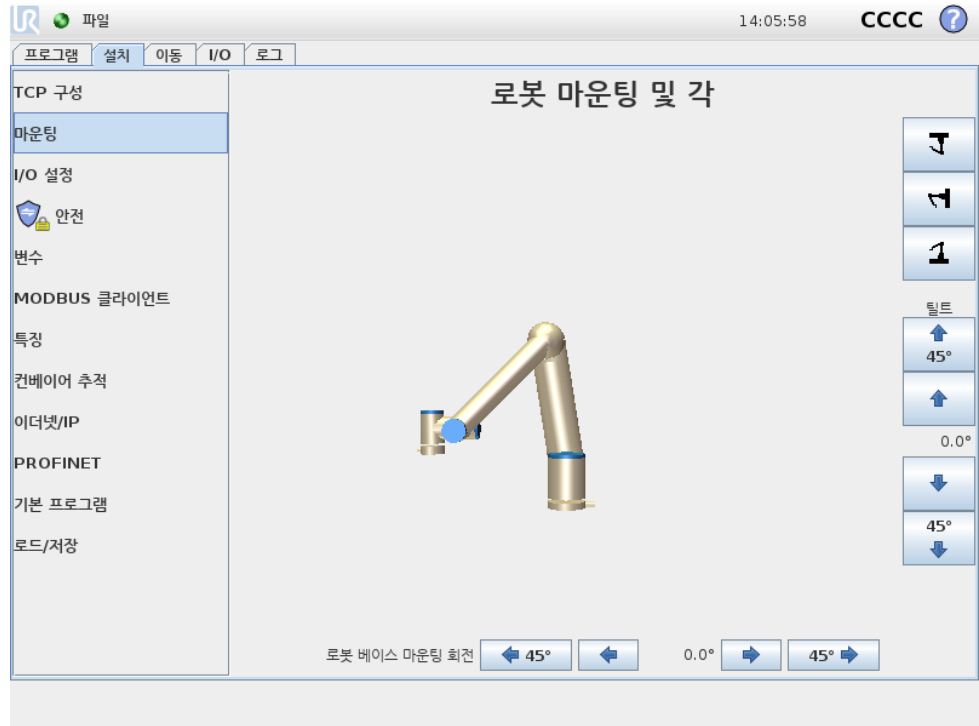 UR 파일 14:05:58 CCCC ?
프로그램 설치 이동 I/O 로그
TCP 구성
마운팅
I/O 설정
안전
변수
MODBUS 클라이언트
특징
컨베이어 추적
이더넷/IP
PROFINET
기본 프로그램
로드/저장
로봇 마운팅 및 각
틸트
45°
0.0°
45°
로봇 베이스 마운팅 회전 45° 0.0° 45°